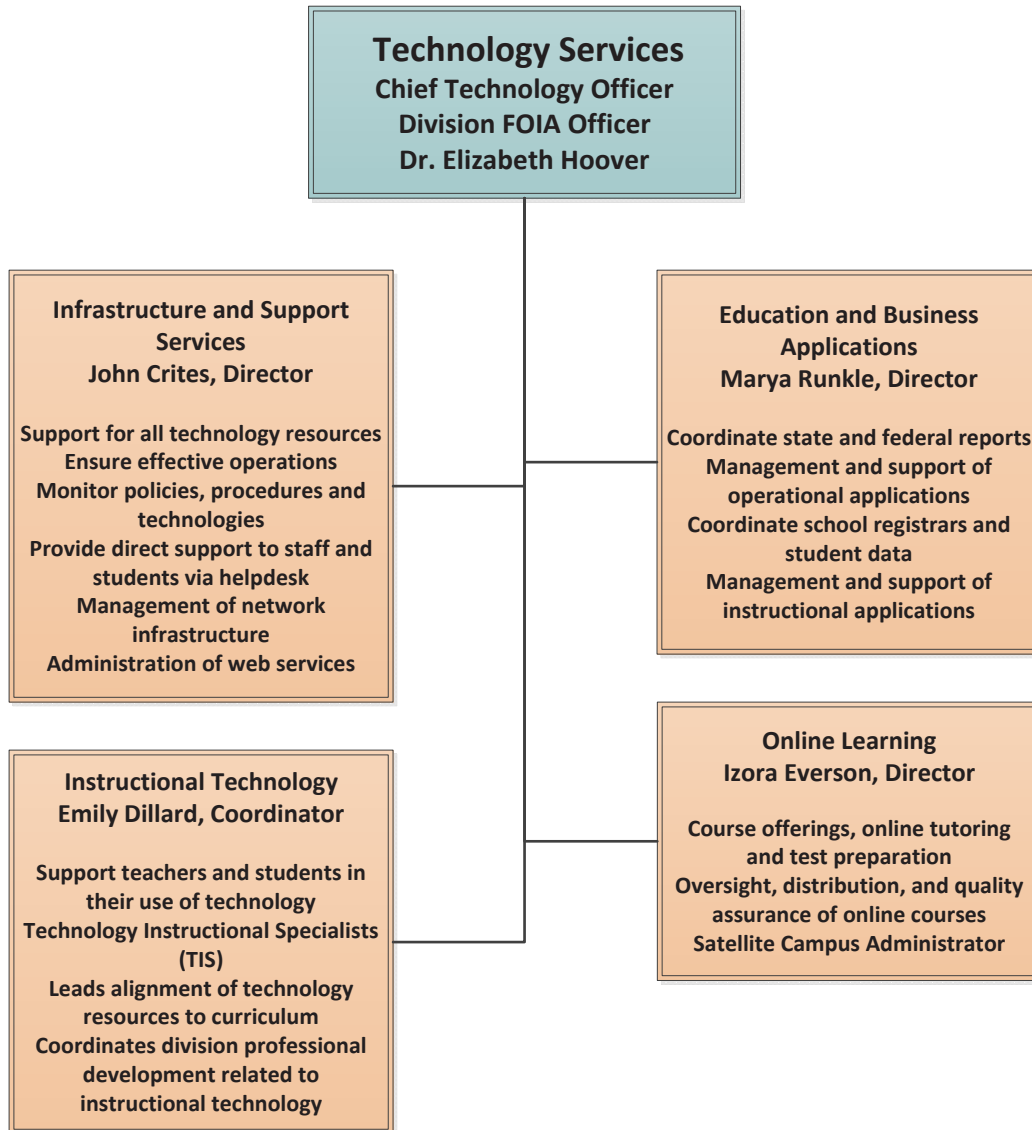 Technology Services
Chief Technology Officer
Division FOIA Officer
Dr. Elizabeth Hoover
Infrastructure and Support
Services
John Crites, Director
Support for all technology resources
Ensure effective operations
Monitor policies, procedures and
technologies
Provide direct support to staff and
students via helpdesk
Management of network
infrastructure
Administration of web services
Education and Business
Applications
Marya Runkle, Director
Coordinate state and federal reports
Management and support of
operational applications
Coordinate school registrars and
student data
Management and support of
instructional applications
Instructional Technology
Emily Dillard, Coordinator
Support teachers and students in
their use of technology
Technology Instructional Specialists
(TIS)
Leads alignment of technology
resources to curriculum
Coordinates division professional
development related to
instructional technology
Online Learning
Izora Everson, Director
Course offerings, online tutoring
and test preparation
Oversight, distribution, and quality
assurance of online courses
Satellite Campus Administrator